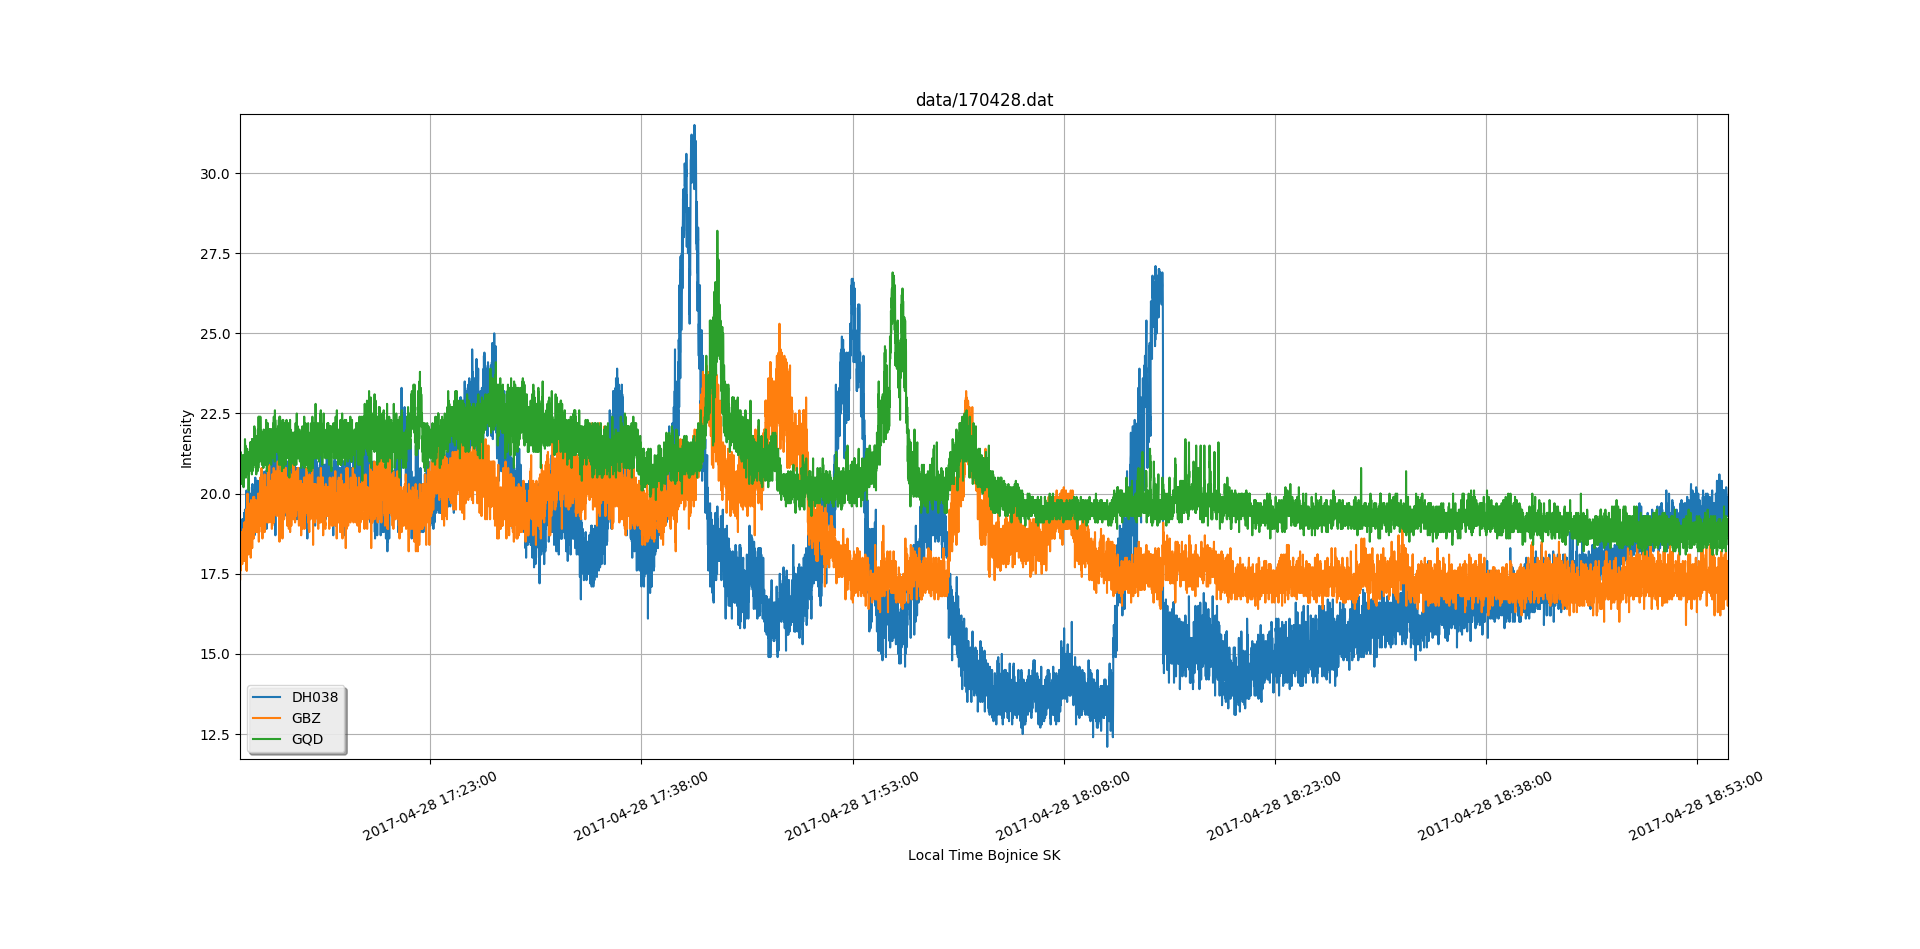 data/170428.dat
30.0
27.5
25.0
22.5
20.0
17.5
15.0
12.5
Intensity
DH038
GBZ
GQD
2017-04-28 17:23:00
2017-04-28 17:38:00
2017-04-28 17:53:00
2017-04-28 18:08:00
2017-04-28 18:23:00
2017-04-28 18:38:00
2017-04-28 18:53:00
Local Time Bojnice SK